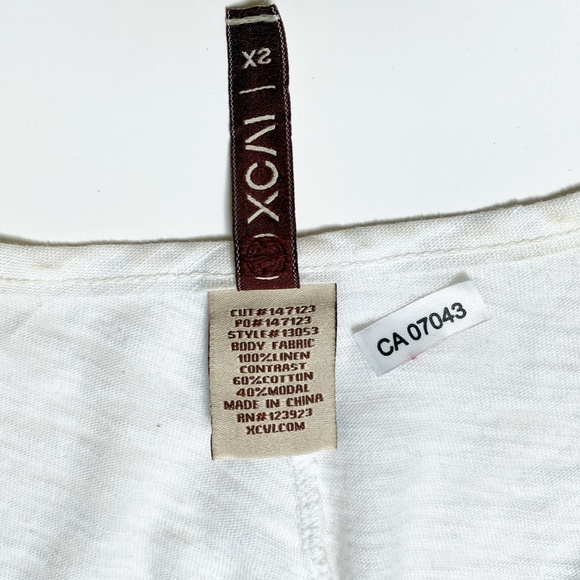 XCVI | XS
CUT#147123
PO#147123
STYLE#13053
BODY FABRIC
100%LINEN
CONTRAST
60%COTTON
40%MODAL
MADE IN CHINA
RN#123923
XCVI.COM
CA 07043